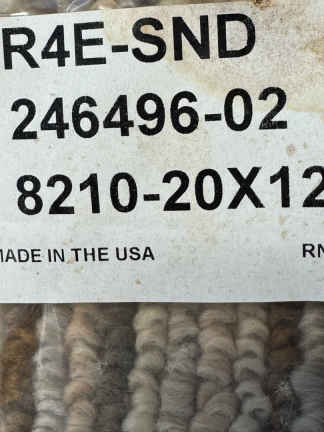 R4E-SND
246496-02
8210-20X12
MADE IN THE USA RN